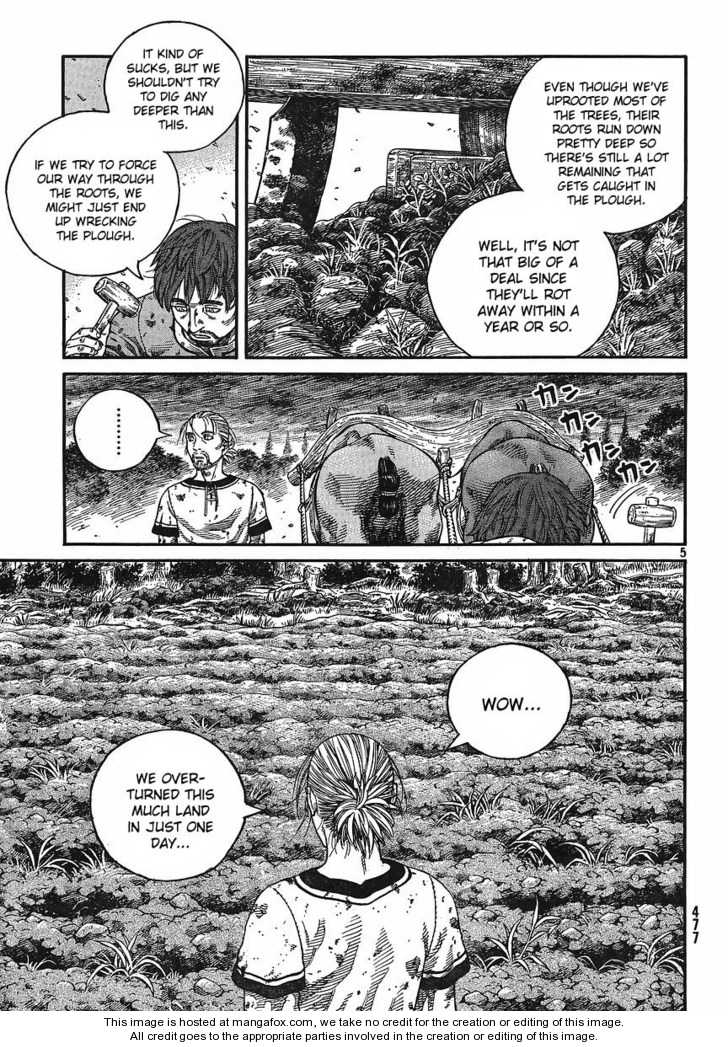 EVEN THOUGH WE'VE
UPROOTED MOST OF
THE TREES, THEIR
ROOTS RUN DOWN
PRETTY DEEP SO
THERE'S STILL A LOT
REMAINING THAT
GETS CAUGHT IN
THE PLOUGH.
WELL, IT'S NOT
THAT BIG OF A
DEAL SINCE
THEY'LL ROT
AWAY WITHIN A
YEAR OR SO.
IT KIND OF
SUCKS, BUT WE
SHOULDN'T TRY
TO DIG ANY
DEEPER THAN
THIS.
IF WE TRY TO FORCE
OUR WAY THROUGH
THE ROOTS, WE
MIGHT JUST END
UP WRECKING
THE PLOUGH.
カン
カン
カン
カン
.........
5
WOW...
WE OVER-
TURNED THIS
MUCH LAND
IN JUST ONE
DAY...
477
This image is hosted at mangafox.com, we take no credit for the creation or editing of this image.
All credit goes to the appropriate parties involved in the creation or editing of this image.